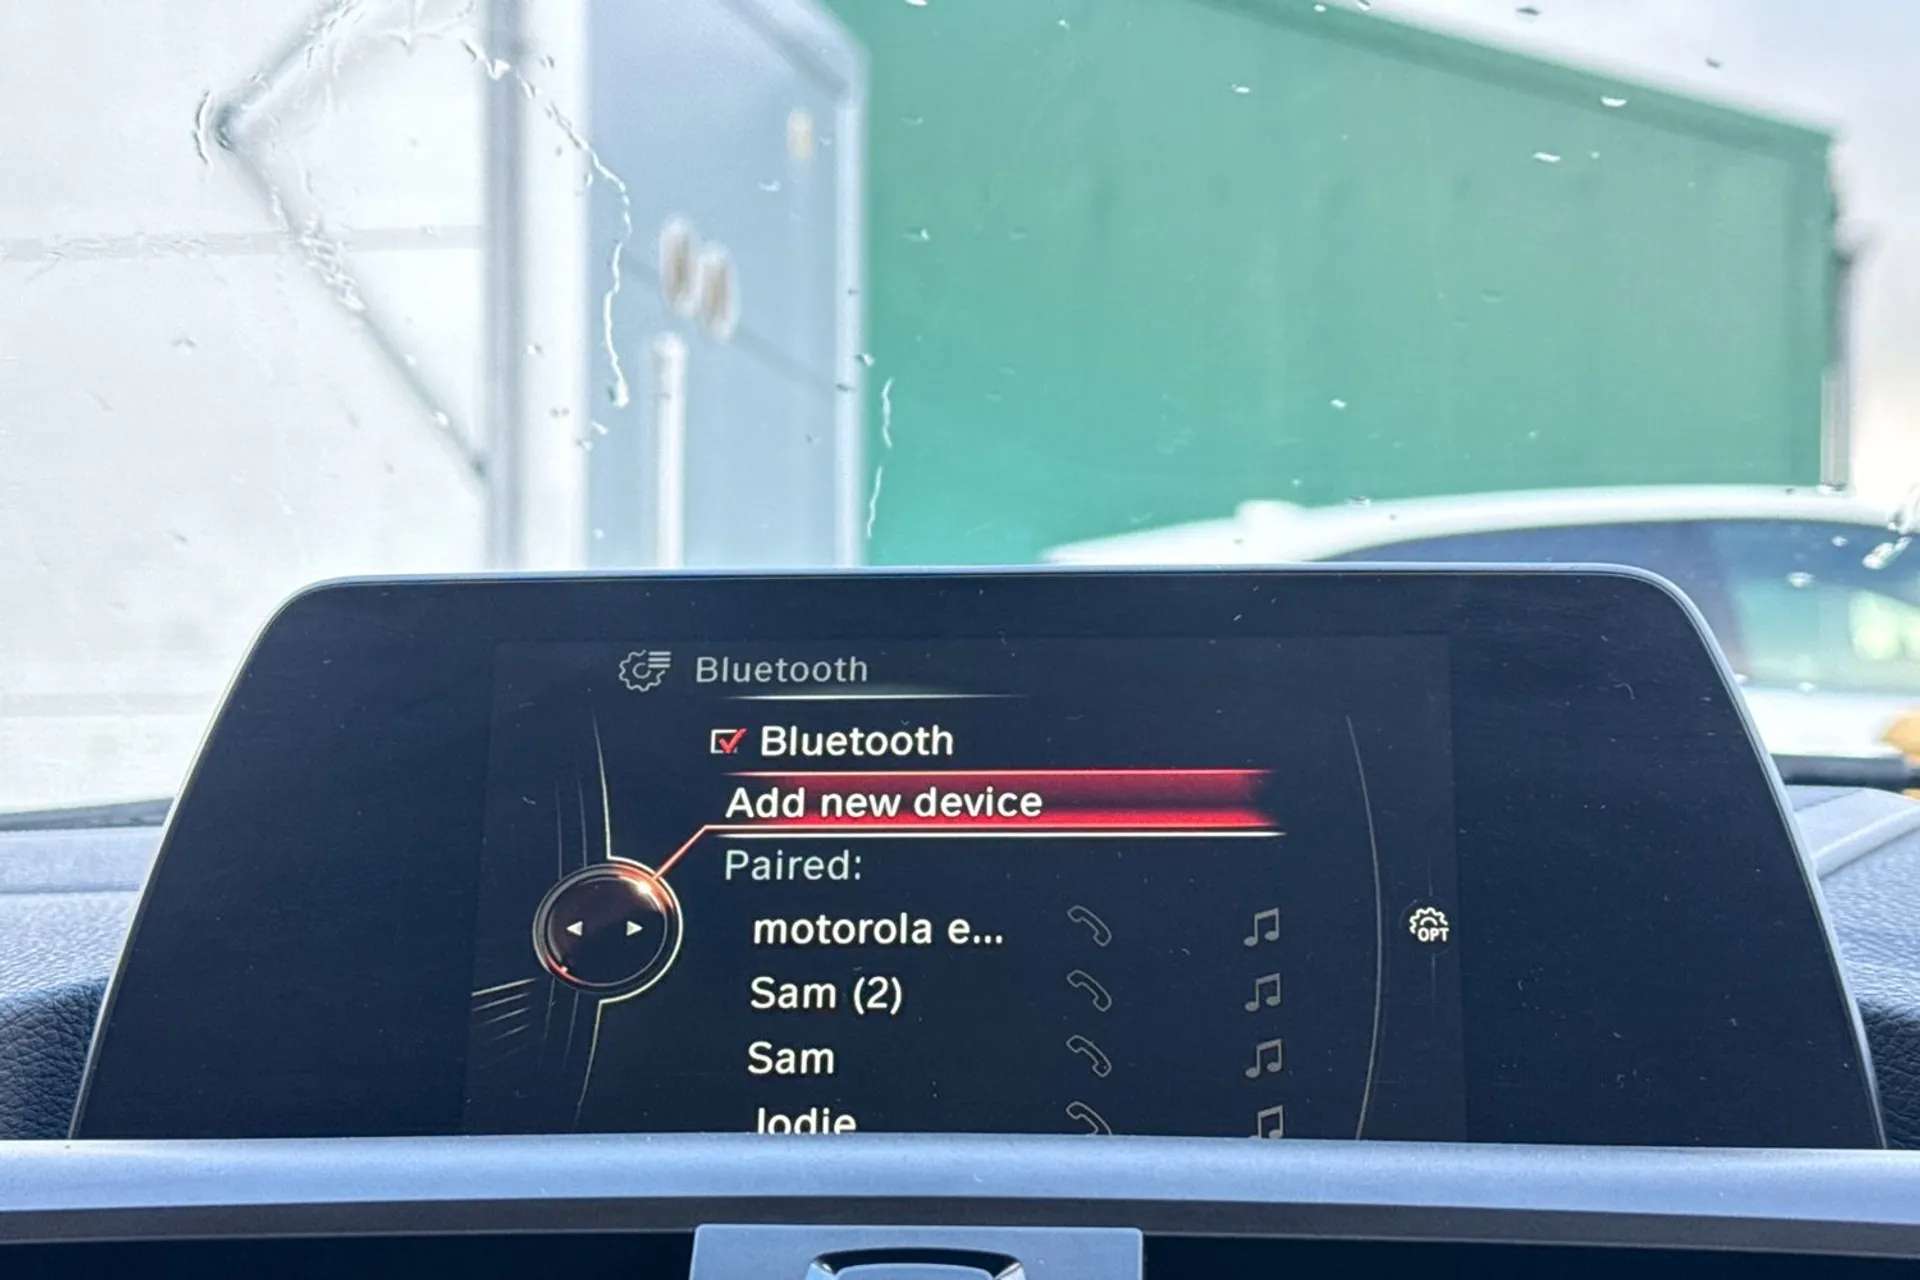 Bluetooth
Bluetooth
Add new device
Paired:
motorola e...
Sam (2)
Sam
Jodie
OPT